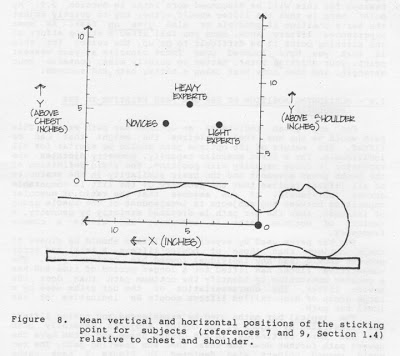 10
Y
(ABOVE
CHEST
INCHES)
5
0
HEAVY
EXPERTS
NOVICES
LIGHT
EXPERTS
Y
(ABOVE SHOULDER
INCHES)
10
5
0
10
5
← X (INCHES)
Figure 8. Mean vertical and horizontal positions of the sticking
point for subjects (references 7 and 9, Section 1.4)
relative to chest and shoulder.